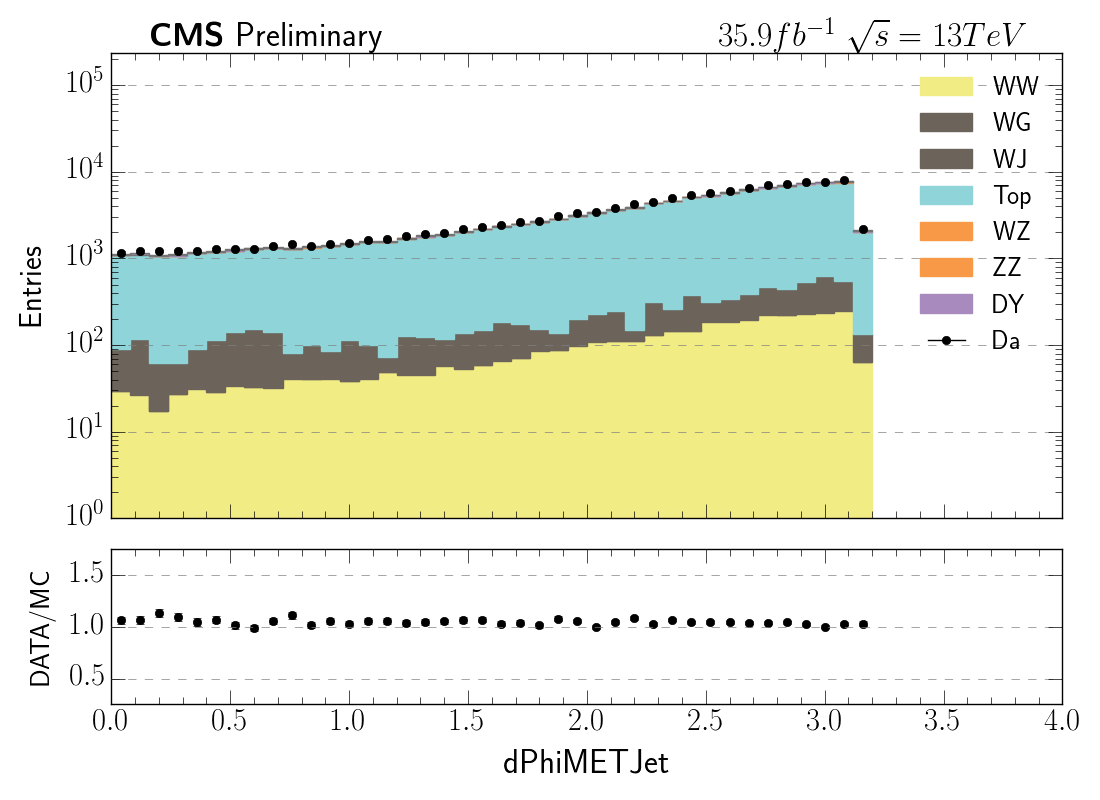 CMS Preliminary
35.9fb⁻¹ √s = 13TeV
Entries
10⁵
10⁴
10³
10²
10¹
10⁰
WW
WG
WJ
Top
WZ
ZZ
DY
Da
DATA/MC
1.5
1.0
0.5
0.0 0.5 1.0 1.5 2.0 2.5 3.0 3.5 4.0
dPhiMETJet